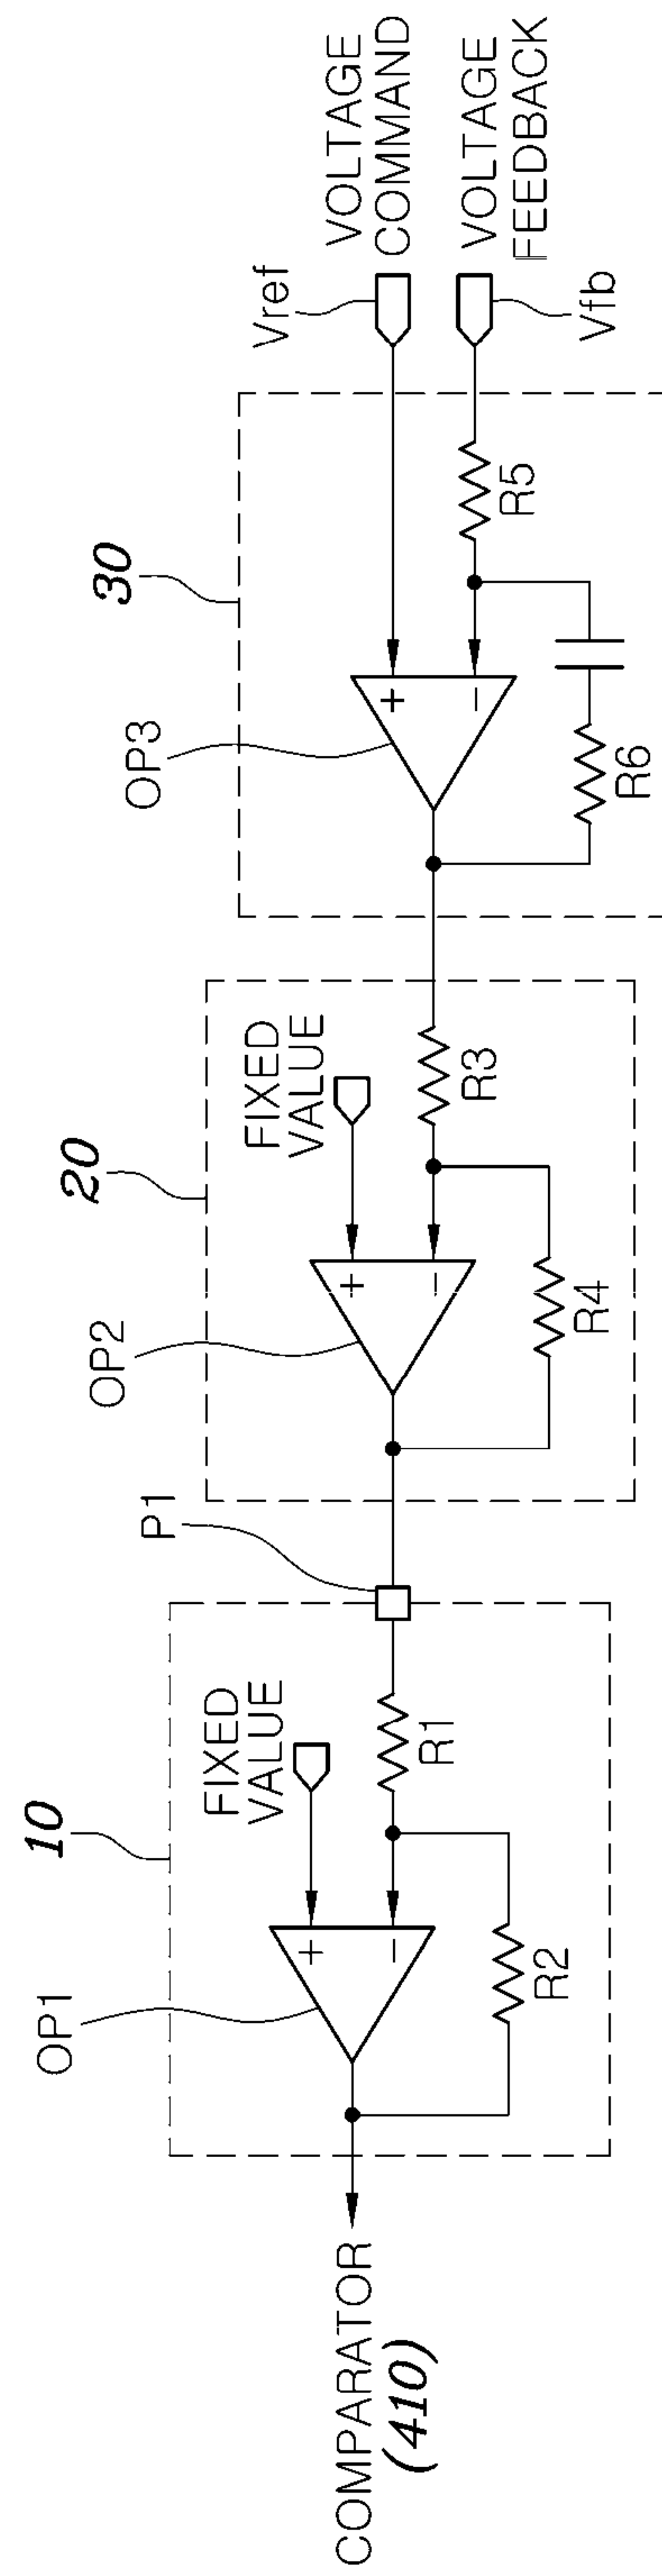 VOLTAGE
COMMAND
VOLTAGE
FEEDBACK
Vref
Vfb
30
OP3
+
−
R5
R6
20
FIXED
VALUE
OP2
+
−
R3
R4
P1
10
FIXED
VALUE
OP1
+
−
R1
R2
COMPARATOR
(410)